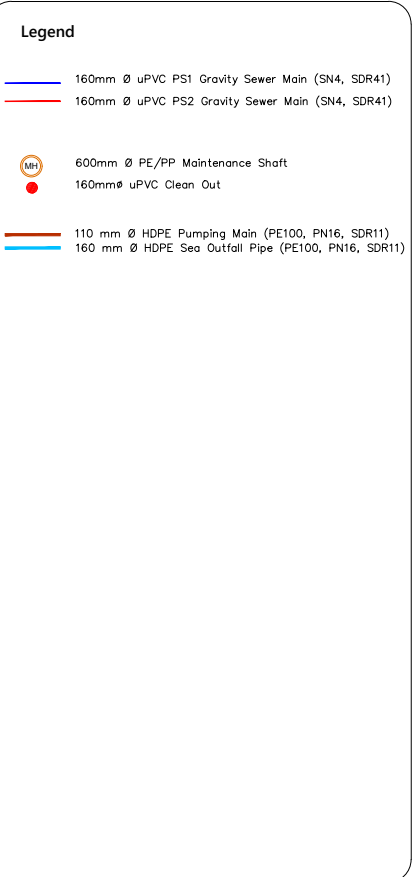 Legend
160mm Ø uPVC PS1 Gravity Sewer Main (SN4, SDR41)
160mm Ø uPVC PS2 Gravity Sewer Main (SN4, SDR41)
MH 600mm Ø PE/PP Maintenance Shaft
160mmø uPVC Clean Out
110 mm Ø HDPE Pumping Main (PE100, PN16, SDR11)
160 mm Ø HDPE Sea Outfall Pipe (PE100, PN16, SDR11)